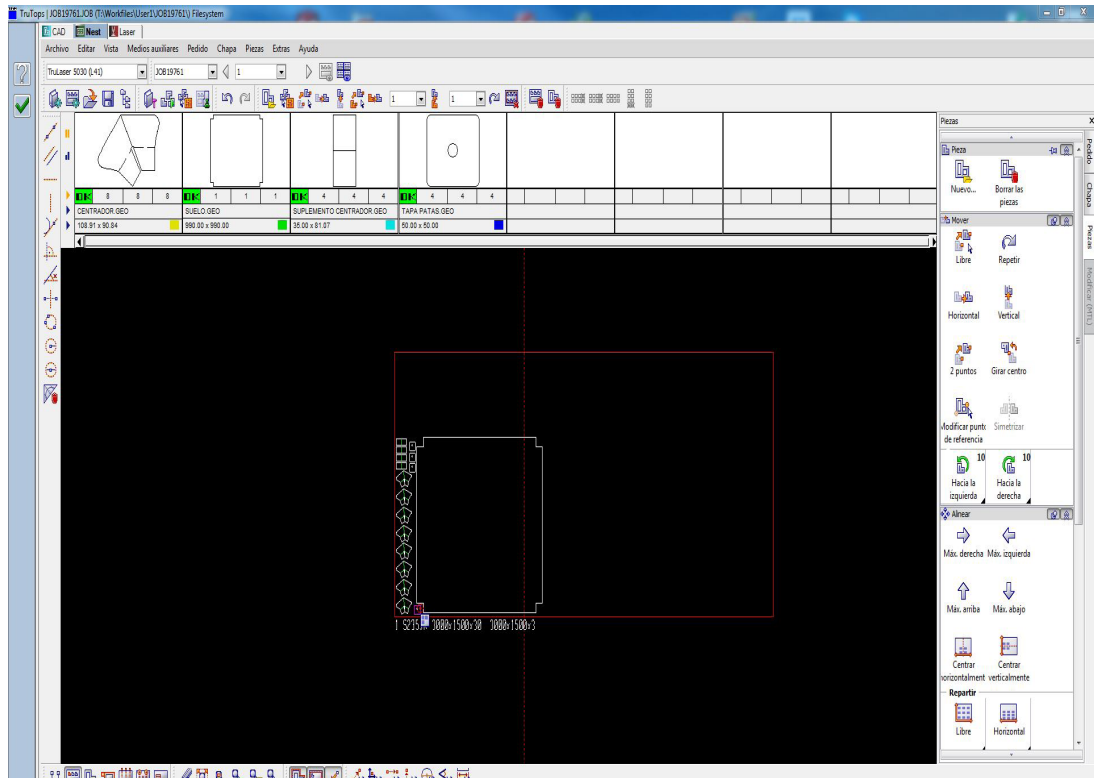 TruTops | JOB19761.JOB (T:\Workfiles\User1\JOB19761\) Filesystem
CAD Nest Laser
Archivo Editar Vista Medios auxiliares Pedido Chapa Piezas Extras Ayuda
TruLaser 5030 (L41) JOB19761 1
1 1
8 8 8 1 1 1 4 4 4 4 4 4
CENTRADOR.GEO SUELO.GEO SUPLEMENTO CENTRADOR.GEO TAPA PATAS.GEO
108.91 x 90.84 990.00 x 990.00 35.00 x 81.07 50.00 x 50.00
3000x1500x30 3000x1500x3
Piezas x
Pieza
Nuevo... Borrar las piezas
Mover
Libre Repetir
Horizontal Vertical
2 puntos Girar centro
Modificar punto de referencia Simetrizar
10 10
Hacia la izquierda Hacia la derecha
Alinear
Máx. derecha Máx. izquierda
Máx. arriba Máx. abajo
Centrar horizontalment Centrar verticalmente
Repartir
Libre Horizontal
Pedido
Chapa
Piezas
Modificar (MTL)